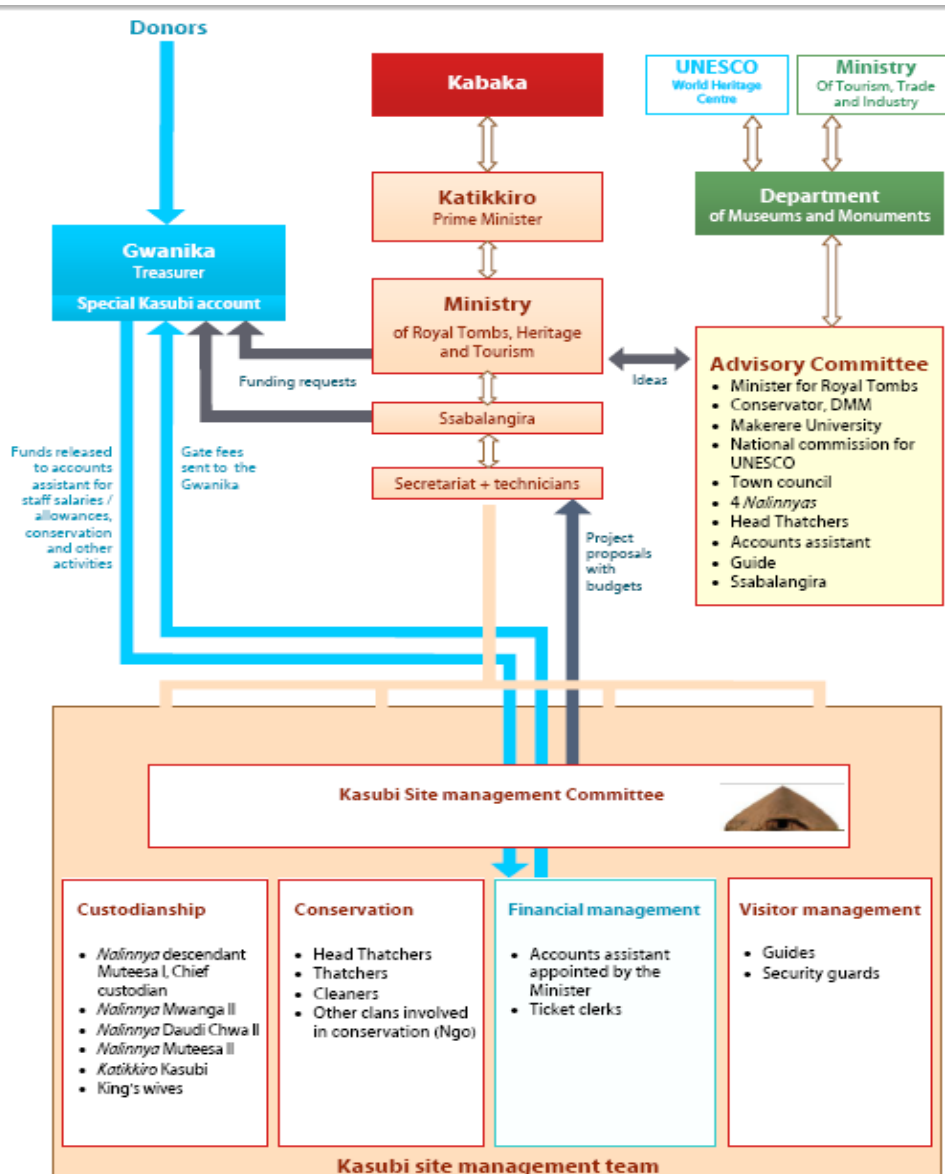 Donors
Kabaka
UNESCO
World Heritage
Centre
Ministry
Of Tourism, Trade
and Industry
Katikkiro
Prime Minister
Department
of Museums and Monuments
Gwanika
Treasurer
Special Kasubi account
Ministry
of Royal Tombs, Heritage
and Tourism
Funding requests
Ideas
Ssabalangira
Secretariat + technicians
Advisory Committee
• Minister for Royal Tombs
• Conservator, DMM
• Makerere University
• National commission for
UNESCO
• Town council
• 4 Nalinnyas
• Head Thatchers
• Accounts assistant
• Guide
• Ssabalangira
Funds released
to accounts
assistant for
staff salaries /
allowances,
conservation
and other
activities
Gate fees
sent to the
Gwanika
Project
proposals
with
budgets
Kasubi Site management Committee
Custodianship
• Nalinnya descendant
Muteesa I, Chief
custodian
• Nalinnya Mwanga II
• Nalinnya Daudi Chwa II
• Nalinnya Muteesa II
• Katikkiro Kasubi
• King's wives
Conservation
• Head Thatchers
• Thatchers
• Cleaners
• Other clans involved
in conservation (Ngo)
Financial management
• Accounts assistant
appointed by the
Minister
• Ticket clerks
Visitor management
• Guides
• Security guards
Kasubi site management team